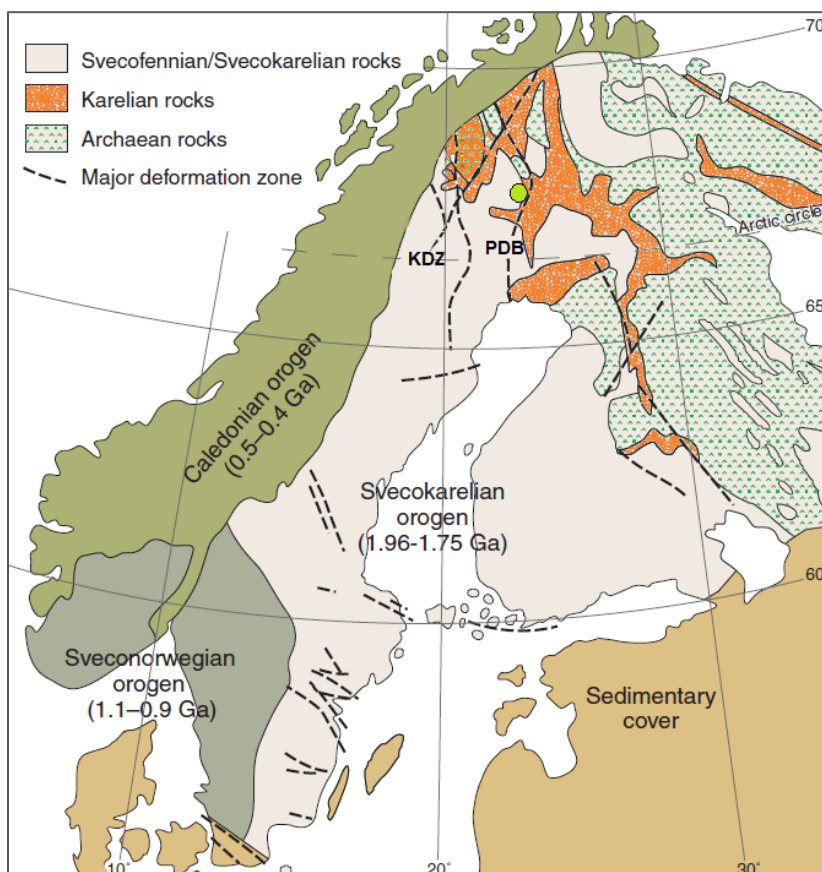 Svecofennian/Svecokarelian rocks
Karelian rocks
Archaean rocks
Major deformation zone
70
Arctic circle
KDZ
PDB
65
Caledonian orogen
(0.5–0.4 Ga)
Svecokarelian
orogen
(1.96-1.75 Ga)
60
Sveconorwegian
orogen
(1.1–0.9 Ga)
Sedimentary
cover
10°
20°
30°